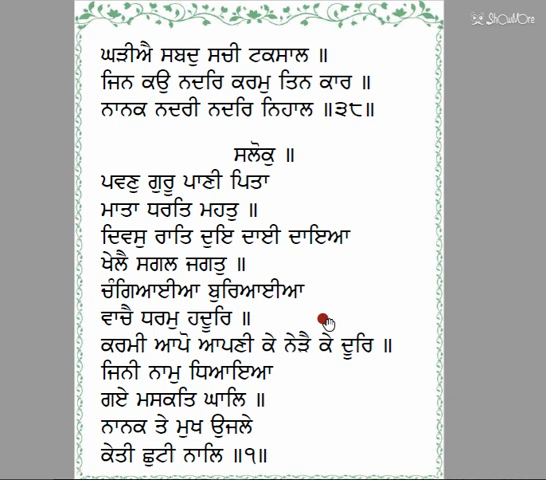 ShOwMore
ਘੜੀਐ ਸਬਦੁ ਸਚੀ ਟਕਸਾਲ ॥
ਜਿਨ ਕਉ ਨਦਰਿ ਕਰਮੁ ਤਿਨ ਕਾਰ ॥
ਨਾਨਕ ਨਦਰੀ ਨਦਰਿ ਨਿਹਾਲ ॥੩੮॥
ਸਲੋਕੁ ॥
ਪਵਣੁ ਗੁਰੂ ਪਾਣੀ ਪਿਤਾ
ਮਾਤਾ ਧਰਤਿ ਮਹਤੁ ॥
ਦਿਵਸੁ ਰਾਤਿ ਦੁਇ ਦਾਈ ਦਾਇਆ
ਖੇਲੈ ਸਗਲ ਜਗਤੁ ॥
ਚੰਗਿਆਈਆ ਬੁਰਿਆਈਆ
ਵਾਚੈ ਧਰਮੁ ਹਦੂਰਿ ॥
ਕਰਮੀ ਆਪੋ ਆਪਣੀ ਕੇ ਨੇੜੈ ਕੇ ਦੂਰਿ ॥
ਜਿਨੀ ਨਾਮੁ ਧਿਆਇਆ
ਗਏ ਮਸਕਤਿ ਘਾਲਿ ॥
ਨਾਨਕ ਤੇ ਮੁਖ ਉਜਲੇ
ਕੇਤੀ ਛੁਟੀ ਨਾਲਿ ॥੧॥